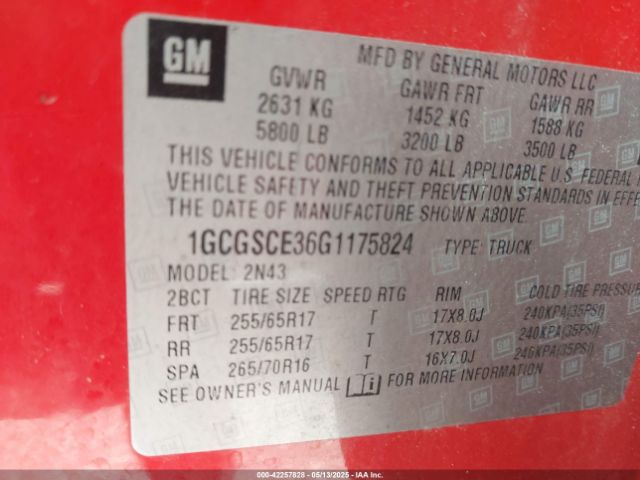 GM
MFD BY GENERAL MOTORS LLC
GVWR GAWR FRT GAWR RR
2631 KG 1452 KG 1588 KG
5800 LB 3200 LB 3500 LB
THIS VEHICLE CONFORMS TO ALL APPLICABLE U.S. FEDERAL
VEHICLE SAFETY AND THEFT PREVENTION STANDARDS IN EFFE
THE DATE OF MANUFACTURE SHOWN ABOVE.
1GCGSCE36G1175824 TYPE: TRUCK
MODEL: 2N43
2BCT TIRE SIZE SPEED RTG RIM COLD TIRE PRESSU
FRT 255/65R17 T 17X8.0J 240KPA(35PSI)
RR 255/65R17 T 17X8.0J 240KPA(35PSI)
SPA 265/70R16 T 16X7.0J 240KPA(35PSI)
SEE OWNER'S MANUAL FOR MORE INFORMATION
000-42257828 - 05/13/2025 - IAAI.COM